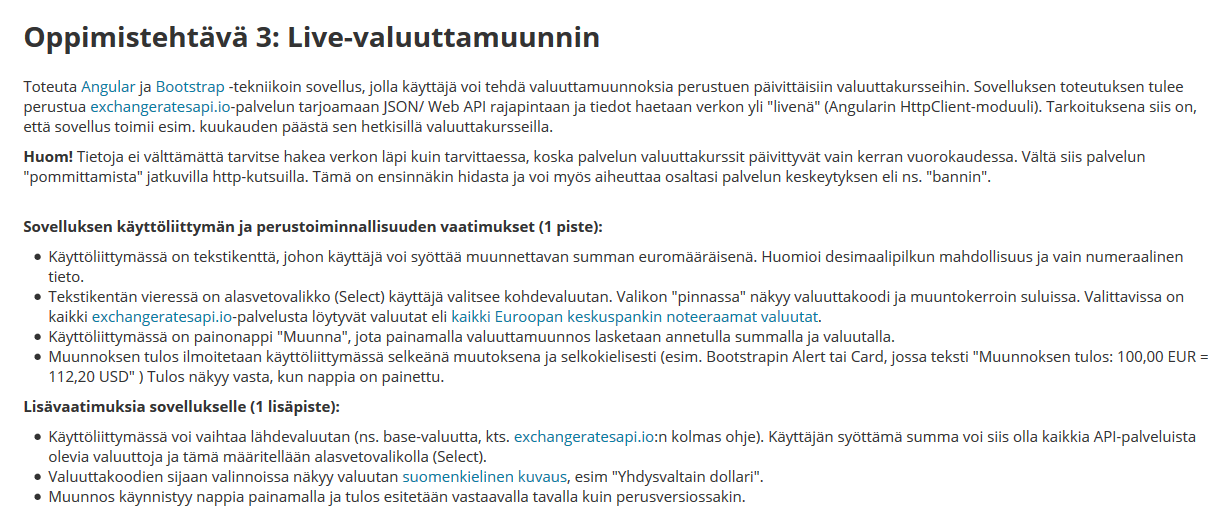 Oppimistehtävä 3: Live-valuuttamuunnin
Toteuta Angular ja Bootstrap -tekniikoin sovellus, jolla käyttäjä voi tehdä valuuttamuunnoksia perustuen päivittäisiin valuuttakursseihin. Sovelluksen toteutuksen tulee
perustua exchangeratesapi.io-palvelun tarjoamaan JSON/ Web API rajapintaan ja tiedot haetaan verkon yli "livenä" (Angularin HttpClient-moduuli). Tarkoituksena siis on,
että sovellus toimii esim. kuukauden päästä sen hetkisillä valuuttakursseilla.
Huom! Tietoja ei välttämättä tarvitse hakea verkon läpi kuin tarvittaessa, koska palvelun valuuttakurssit päivittyvät vain kerran vuorokaudessa. Vältä siis palvelun
"pommittamista" jatkuvilla http-kutsuilla. Tämä on ensinnäkin hidasta ja voi myös aiheuttaa osaltasi palvelun keskeytyksen eli ns. "bannin".
Sovelluksen käyttöliittymän ja perustoiminnallisuuden vaatimukset (1 piste):
● Käyttöliittymässä on tekstikenttä, johon käyttäjä voi syöttää muunnettavan summan euromääräisenä. Huomioi desimaalipilkun mahdollisuus ja vain numeraalinen
tieto.
● Tekstikentän vieressä on alasvetovalikko (Select) käyttäjä valitsee kohdevaluutan. Valikon "pinnassa" näkyy valuuttakoodi ja muuntokerroin suluissa. Valittavissa on
kaikki exchangeratesapi.io-palvelusta löytyvät valuutat eli kaikki Euroopan keskuspankin noteeraamat valuutat.
● Käyttöliittymässä on painonappi "Muunna", jota painamalla valuuttamuunnos lasketaan annetulla summalla ja valuutalla.
● Muunnoksen tulos ilmoitetaan käyttöliittymässä selkeänä muutoksena ja selkokielisesti (esim. Bootstrapin Alert tai Card, jossa teksti "Muunnoksen tulos: 100,00 EUR =
112,20 USD" ) Tulos näkyy vasta, kun nappia on painettu.
Lisävaatimuksia sovellukselle (1 lisäpiste):
● Käyttöliittymässä voi vaihtaa lähdevaluutan (ns. base-valuutta, kts. exchangeratesapi.io:n kolmas ohje). Käyttäjän syöttämä summa voi siis olla kaikkia API-palveluista
olevia valuuttoja ja tämä määritellään alasvetovalikolla (Select).
● Valuuttakoodien sijaan valinnoissa näkyy valuutan suomenkielinen kuvaus, esim "Yhdysvaltain dollari".
● Muunnos käynnistyy nappia painamalla ja tulos esitetään vastaavalla tavalla kuin perusversiossakin.